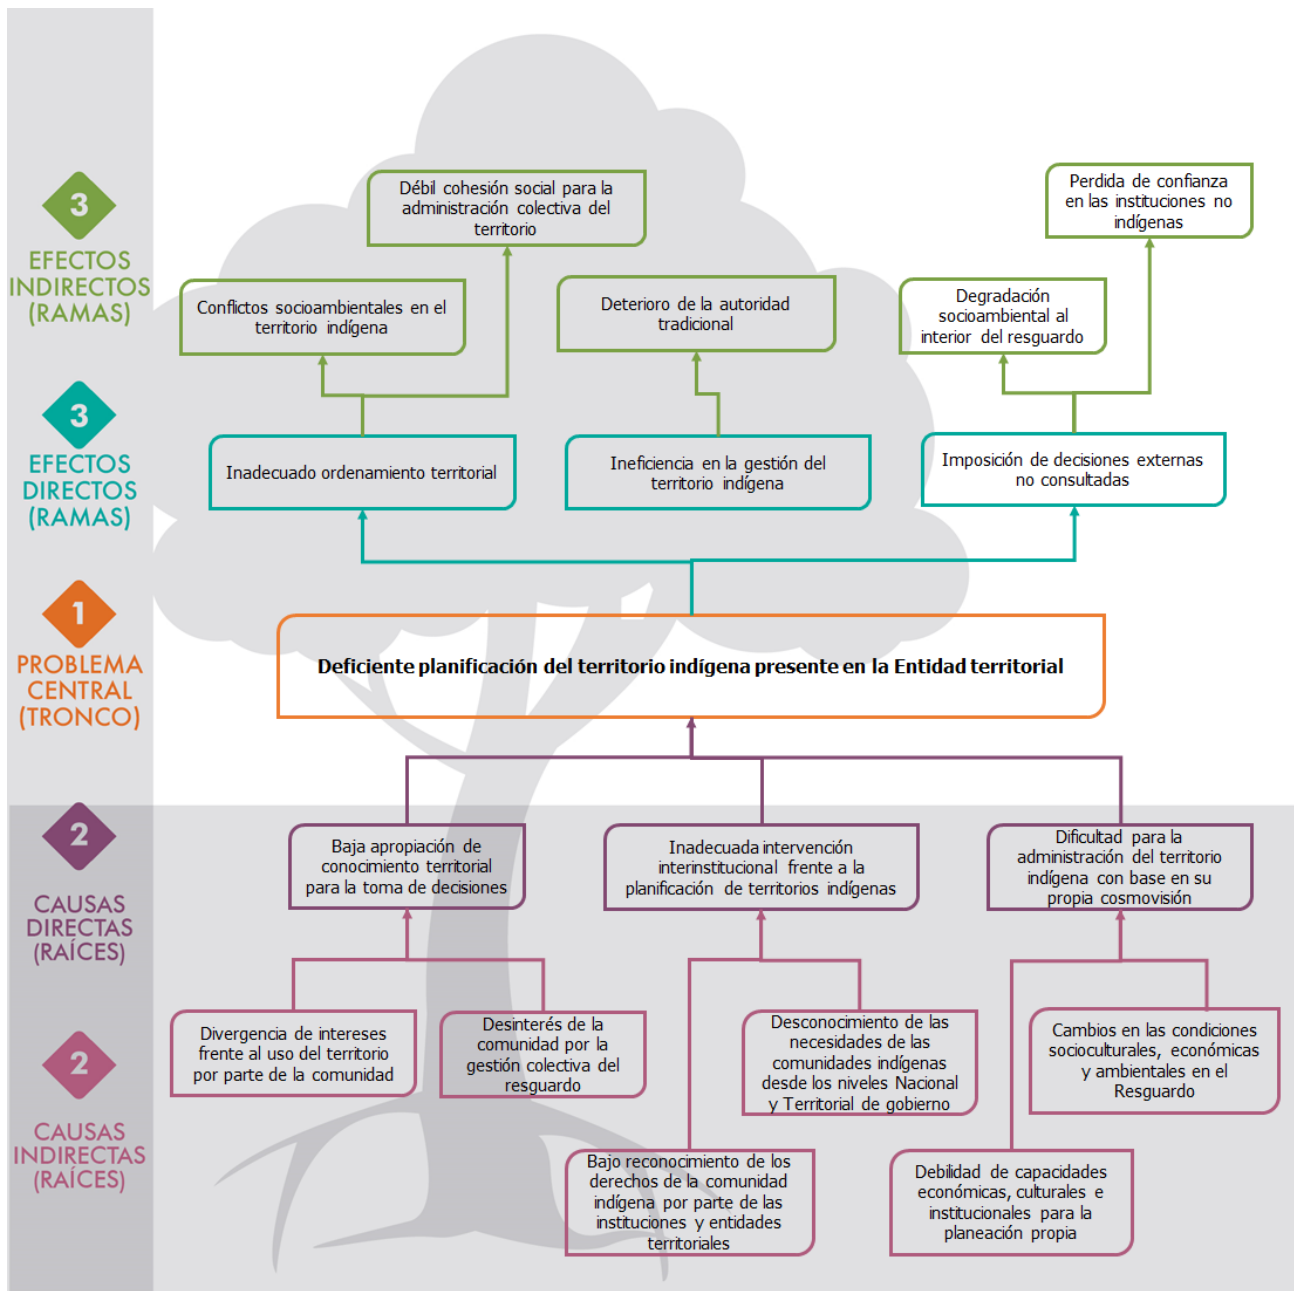 3
EFECTOS
INDIRECTOS
(RAMAS)
Débil cohesión social para la
administración colectiva del
territorio
Perdida de confianza
en las instituciones no
indígenas
Conflictos socioambientales en el
territorio indígena
Deterioro de la autoridad
tradicional
Degradación
socioambiental al
interior del resguardo
3
EFECTOS
DIRECTOS
(RAMAS)
Inadecuado ordenamiento territorial
Ineficiencia en la gestión del
territorio indígena
Imposición de decisiones externas
no consultadas
1
PROBLEMA
CENTRAL
(TRONCO)
Deficiente planificación del territorio indígena presente en la Entidad territorial
2
CAUSAS
DIRECTAS
(RAÍCES)
Baja apropiación de
conocimiento territorial
para la toma de decisiones
Inadecuada intervención
interinstitucional frente a la
planificación de territorios indígenas
Dificultad para la
administración del territorio
indígena con base en su
propia cosmovisión
2
CAUSAS
INDIRECTAS
(RAÍCES)
Divergencia de intereses
frente al uso del territorio
por parte de la comunidad
Desinterés de la
comunidad por la
gestión colectiva del
resguardo
Desconocimiento de las
necesidades de las
comunidades indígenas
desde los niveles Nacional
y Territorial de gobierno
Cambios en las condiciones
socioculturales, económicas
y ambientales en el
Resguardo
Bajo reconocimiento de los
derechos de la comunidad
indígena por parte de las
instituciones y entidades
territoriales
Debilidad de capacidades
económicas, culturales e
institucionales para la
planeación propia